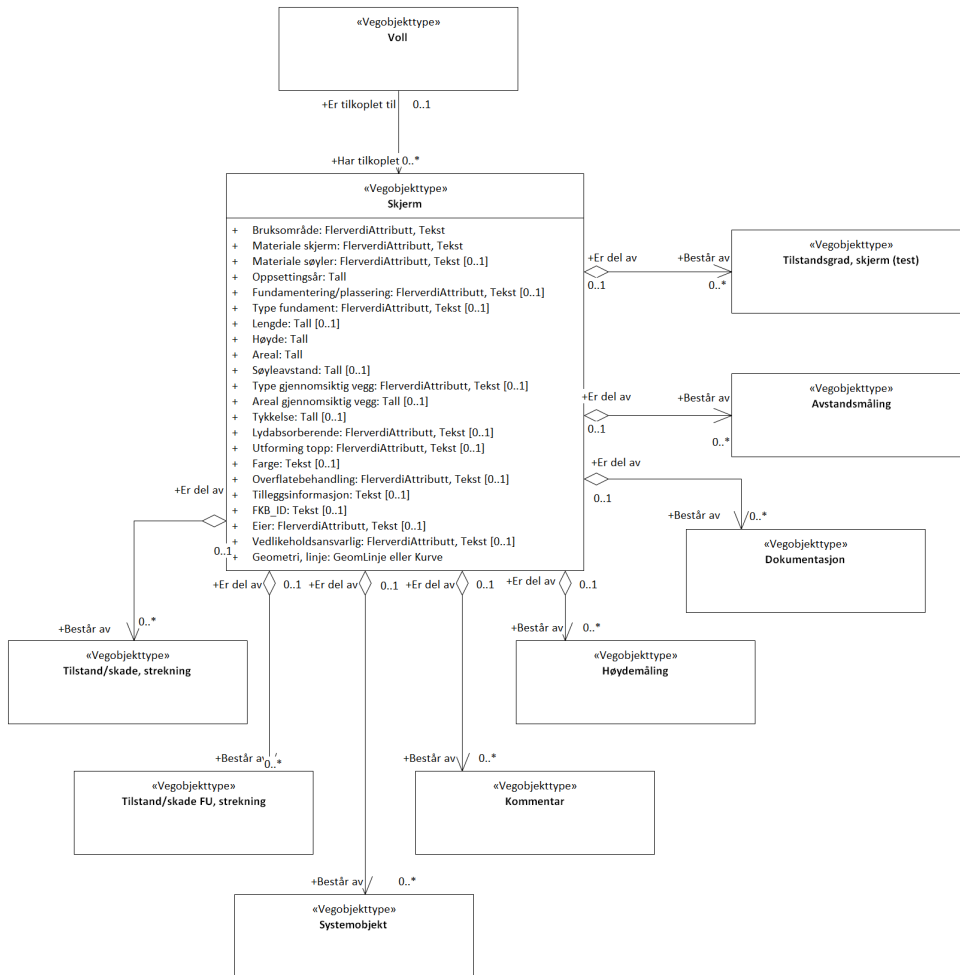 «Vegobjekttype»
Voll
+Er tilkoplet til
0..1
+Har tilkoplet 0..*
«Vegobjekttype»
Skjerm
+ Bruksområde: FlerverdiAttributt, Tekst
+ Materiale skjerm: FlerverdiAttributt, Tekst
+ Materiale søyler: FlerverdiAttributt, Tekst [0..1]
+ Oppsettingsår: Tall
+ Fundamentering/plassering: FlerverdiAttributt, Tekst [0..1]
+ Type fundament: FlerverdiAttributt, Tekst [0..1]
+ Lengde: Tall [0..1]
+ Høyde: Tall
+ Areal: Tall
+ Søyleavstand: Tall [0..1]
+ Type gjennomsiktig vegg: FlerverdiAttributt, Tekst [0..1]
+ Areal gjennomsiktig vegg: Tall [0..1]
+ Tykkelse: Tall [0..1]
+ Lydabsorberende: FlerverdiAttributt, Tekst [0..1]
+ Utforming topp: FlerverdiAttributt, Tekst [0..1]
+ Farge: Tekst [0..1]
+ Overflatebehandling: FlerverdiAttributt, Tekst [0..1]
+ Tilleggsinformasjon: Tekst [0..1]
+ FKB_ID: Tekst [0..1]
+ Eier: FlerverdiAttributt, Tekst [0..1]
+ Vedlikeholdsansvarlig: FlerverdiAttributt, Tekst [0..1]
+ Geometri, linje: GeomLinje eller Kurve
+Er del av
0..1
+Består av
0..*
«Vegobjekttype»
Tilstandsgrad, skjerm (test)
+Er del av
0..1
+Består av
0..*
«Vegobjekttype»
Avstandsmåling
+Er del av
0..1
+Består av
0..*
«Vegobjekttype»
Dokumentasjon
+Er del av
0..1
+Består av
0..*
«Vegobjekttype»
Tilstand/skade, strekning
+Er del av
0..1
+Består av
0..*
«Vegobjekttype»
Tilstand/skade FU, strekning
+Er del av
0..1
+Består av
0..*
«Vegobjekttype»
Systemobjekt
+Er del av
0..1
+Består av
0..*
«Vegobjekttype»
Kommentar
+Er del av
0..1
+Består av
0..*
«Vegobjekttype»
Høydemåling